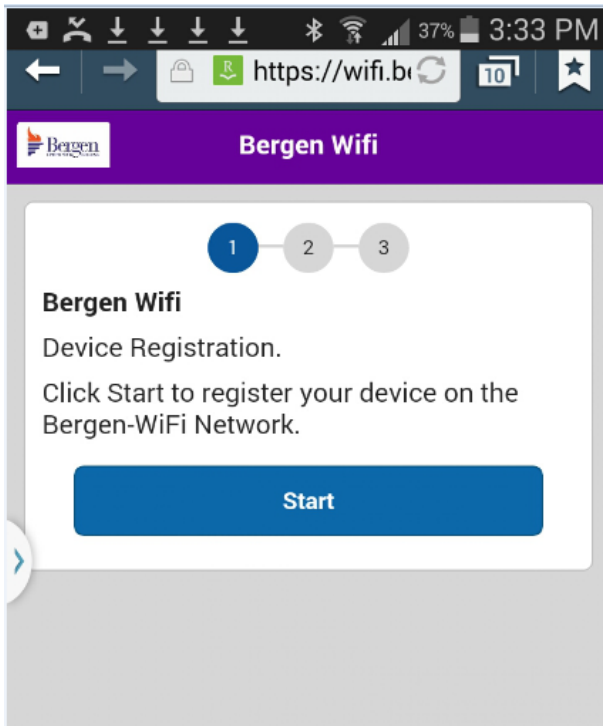 37% 3:33 PM
R https://wifi.be 10
Bergen Bergen Wifi
1 2 3
Bergen Wifi
Device Registration.
Click Start to register your device on the
Bergen-WiFi Network.
Start